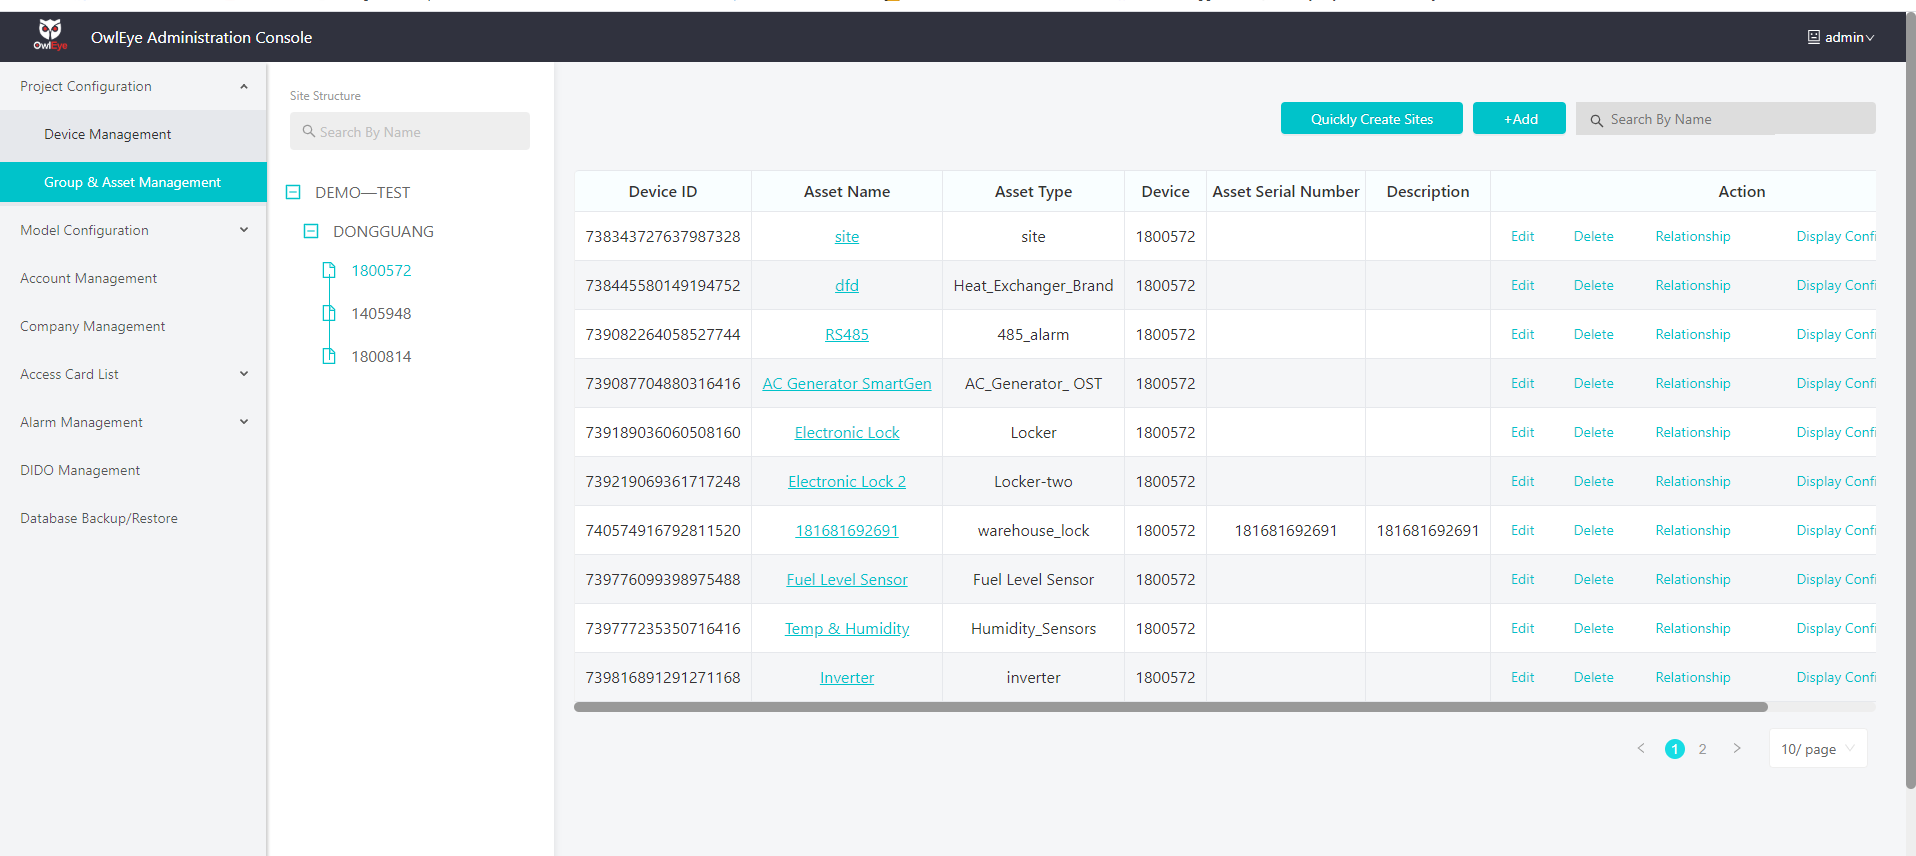 OwlEye
OwlEye Administration Console
admin
Project Configuration
Device Management
Group & Asset Management
Model Configuration
Account Management
Company Management
Access Card List
Alarm Management
DIDO Management
Database Backup/Restore
Site Structure
Search By Name
DEMO—TEST
DONGGUANG
1800572
1405948
1800814
Quickly Create Sites +Add Search By Name
Device ID Asset Name Asset Type Device Asset Serial Number Description Action
738343727637987328 site site 1800572 Edit Delete Relationship Display Confi
738445580149194752 dfd Heat_Exchanger_Brand 1800572 Edit Delete Relationship Display Confi
739082264058527744 RS485 485_alarm 1800572 Edit Delete Relationship Display Confi
739087704880316416 AC Generator SmartGen AC_Generator_ OST 1800572 Edit Delete Relationship Display Confi
739189036060508160 Electronic Lock Locker 1800572 Edit Delete Relationship Display Confi
739219069361717248 Electronic Lock 2 Locker-two 1800572 Edit Delete Relationship Display Confi
740574916792811520 181681692691 warehouse_lock 1800572 181681692691 181681692691 Edit Delete Relationship Display Confi
739776099398975488 Fuel Level Sensor Fuel Level Sensor 1800572 Edit Delete Relationship Display Confi
739777235350716416 Temp & Humidity Humidity_Sensors 1800572 Edit Delete Relationship Display Confi
739816891291271168 Inverter inverter 1800572 Edit Delete Relationship Display Confi
< 1 2 > 10/ page